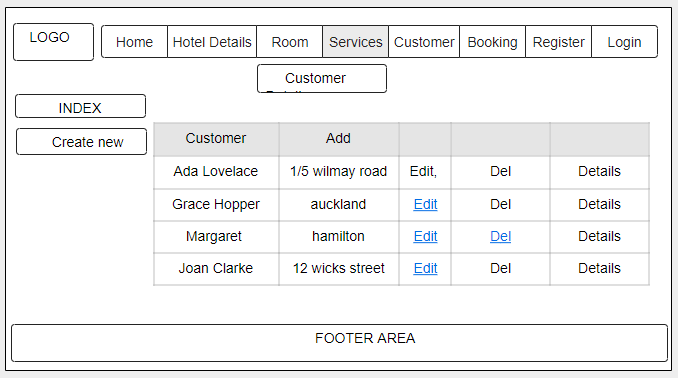 LOGO
Home Hotel Details Room Services Customer Booking Register Login
Customer
INDEX
Create new
Customer Add
Ada Lovelace 1/5 wilmay road Edit, Del Details
Grace Hopper auckland Edit Del Details
Margaret hamilton Edit Del Details
Joan Clarke 12 wicks street Edit Del Details
FOOTER AREA